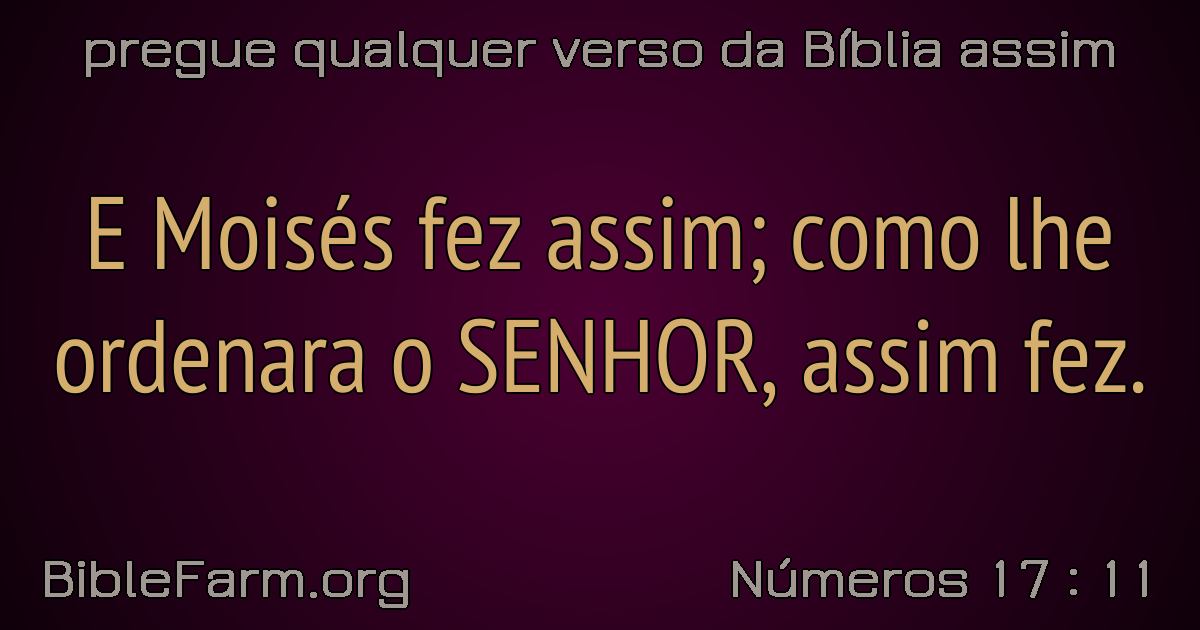 pregue qualquer verso da Bíblia assim
E Moisés fez assim; como lhe
ordenara o SENHOR, assim fez.
BibleFarm.org
Números 17 : 11